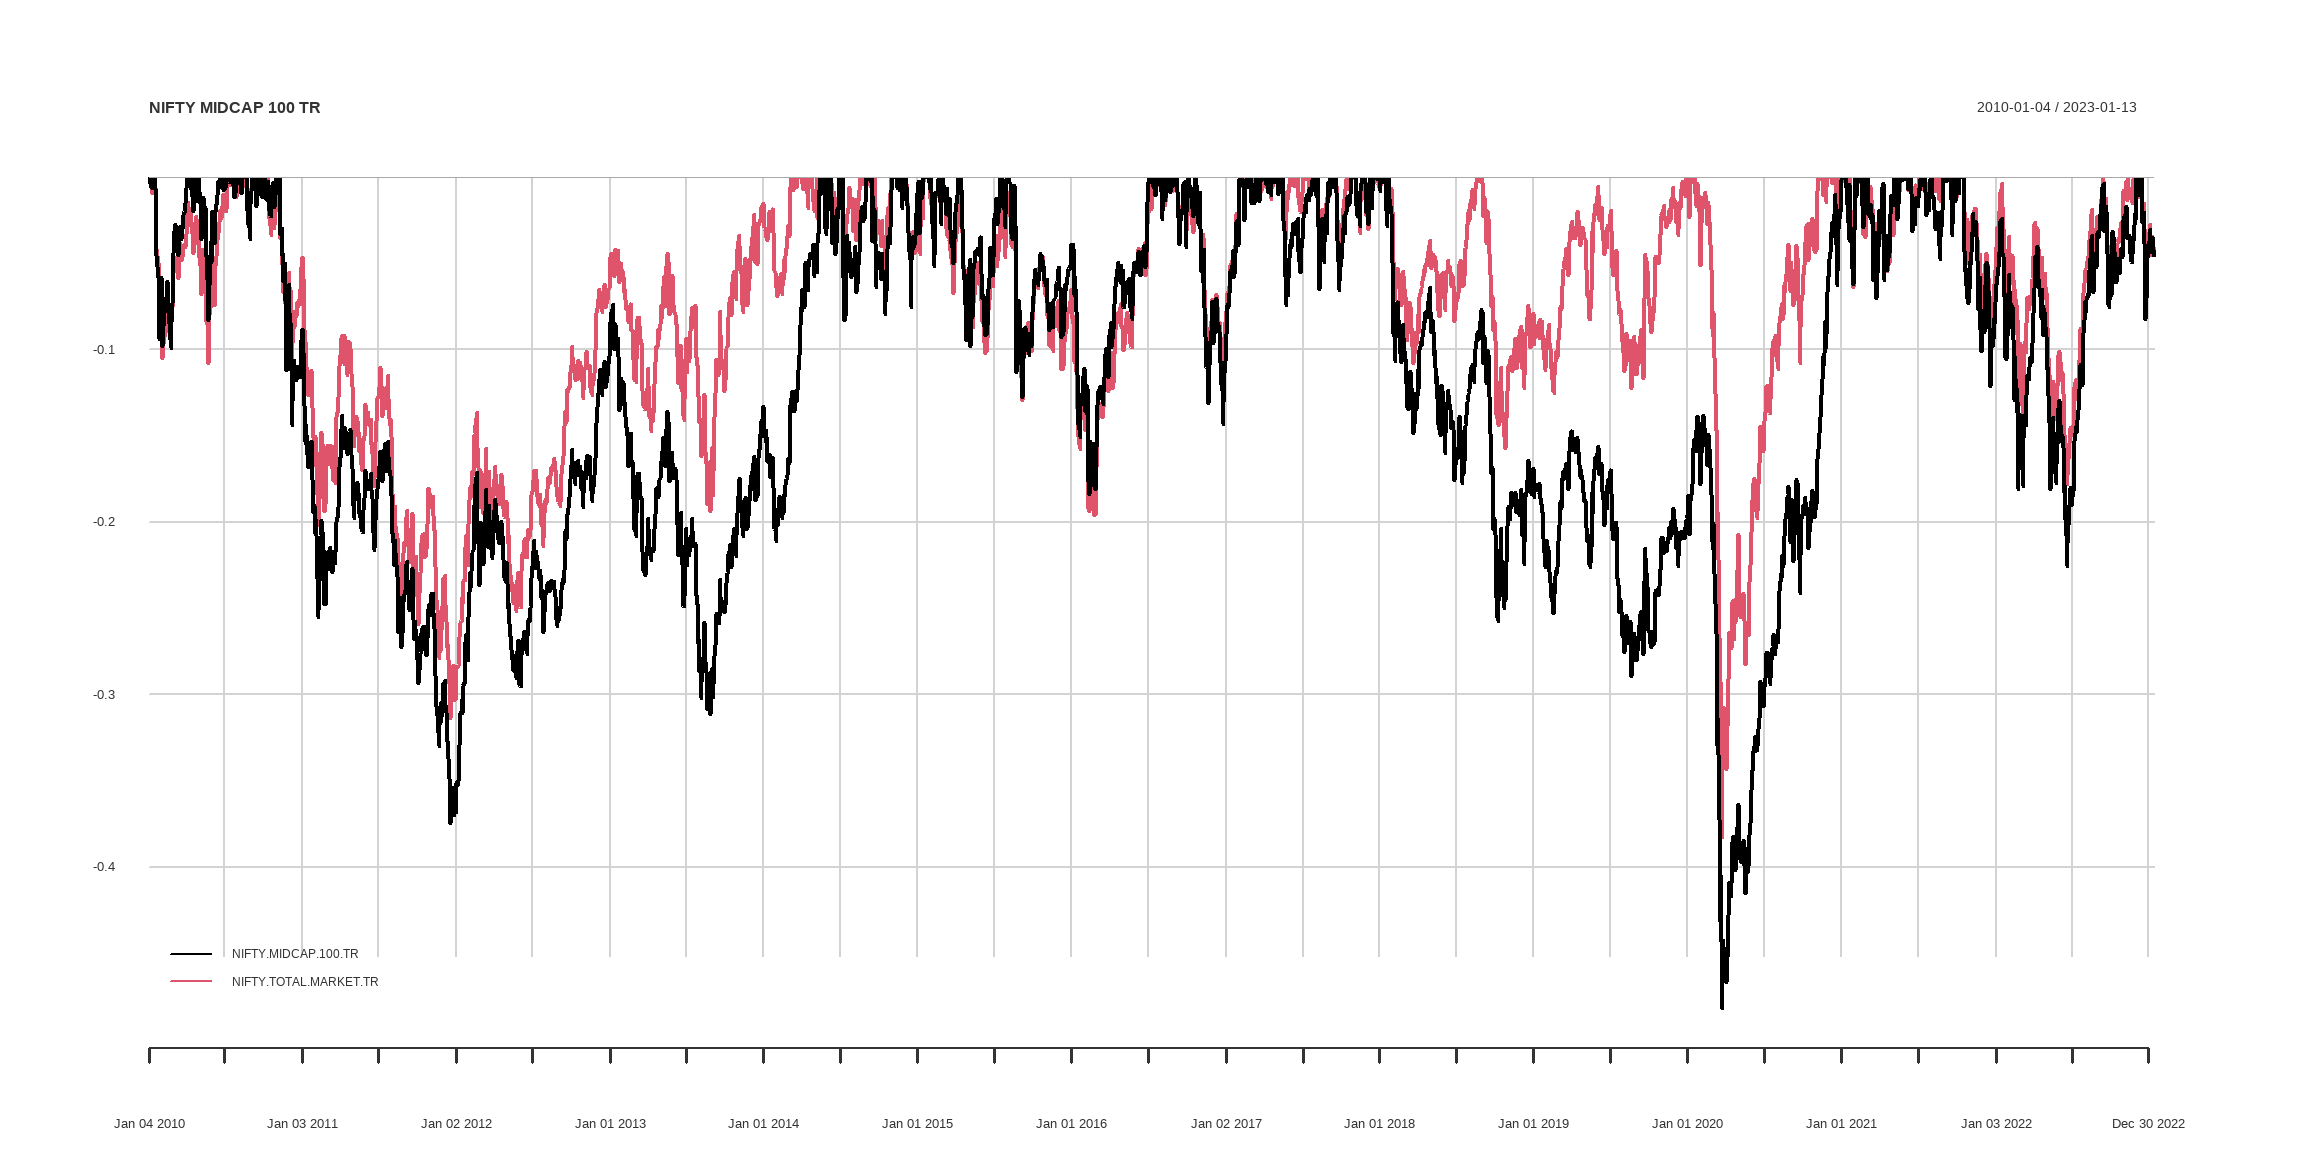 NIFTY MIDCAP 100 TR
2010-01-04 / 2023-01-13
-0.1
-0.2
-0.3
-0.4
NIFTY.MIDCAP.100.TR
NIFTY.TOTAL.MARKET.TR
Jan 04 2010 Jan 03 2011 Jan 02 2012 Jan 01 2013 Jan 01 2014 Jan 01 2015 Jan 01 2016 Jan 02 2017 Jan 01 2018 Jan 01 2019 Jan 01 2020 Jan 01 2021 Jan 03 2022 Dec 30 2022